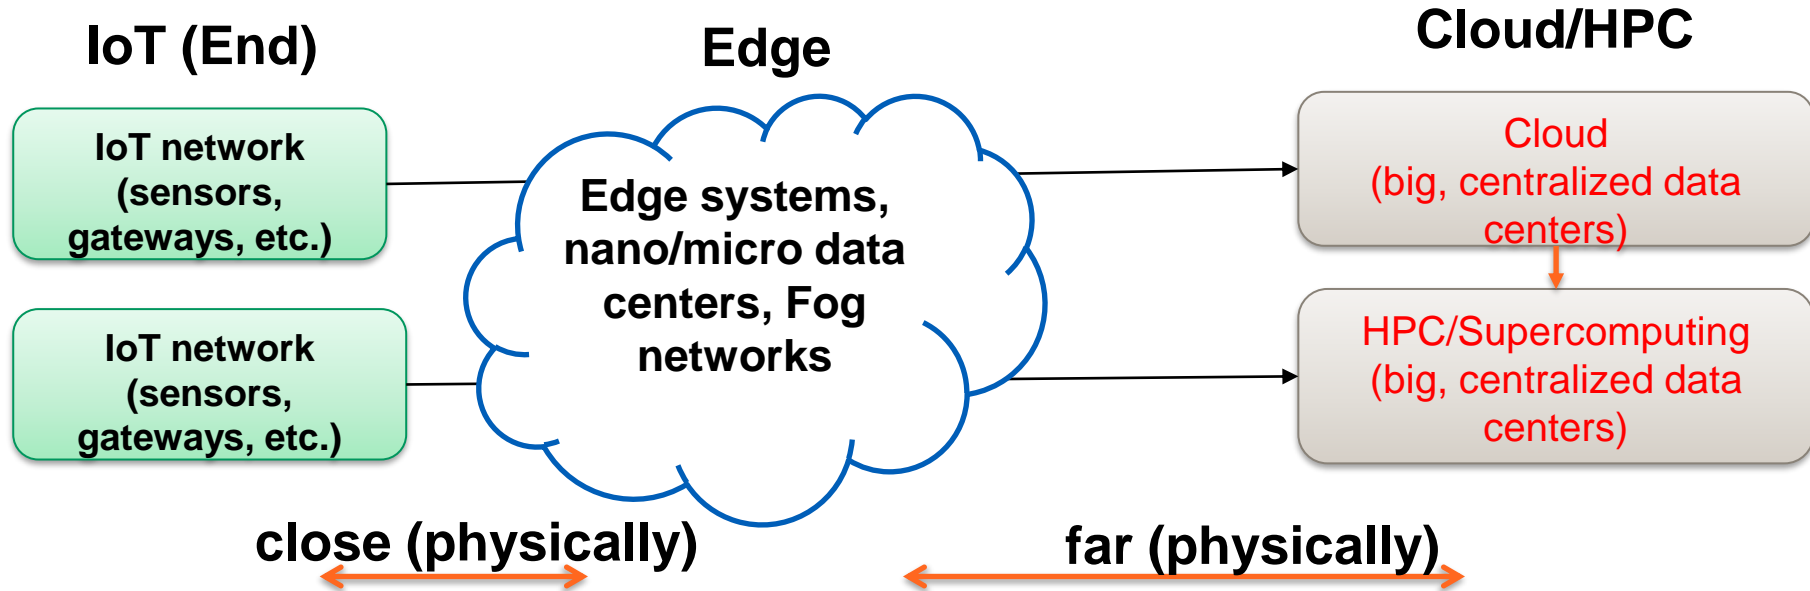 IoT (End)
Edge
Cloud/HPC
IoT network
(sensors,
gateways, etc.)
Edge systems,
nano/micro data
centers, Fog
networks
Cloud
(big, centralized data
centers)
IoT network
(sensors,
gateways, etc.)
HPC/Supercomputing
(big, centralized data
centers)
close (physically)
far (physically)